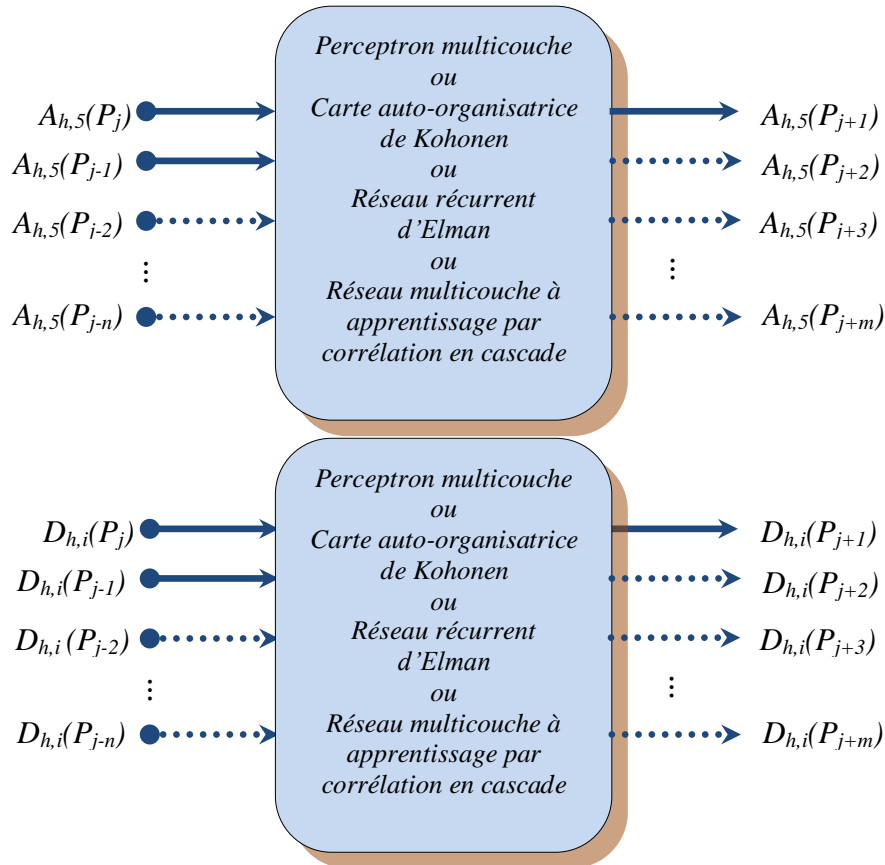 Perceptron multicouche
ou
Carte auto-organisatrice
de Kohonen
ou
Réseau récurrent
d'Elman
ou
Réseau multicouche à
apprentissage par
corrélation en cascade
A_{h,5}(P_j)
A_{h,5}(P_{j-1})
A_{h,5}(P_{j-2})
⋮
A_{h,5}(P_{j-n})
A_{h,5}(P_{j+1})
A_{h,5}(P_{j+2})
A_{h,5}(P_{j+3})
⋮
A_{h,5}(P_{j+m})
Perceptron multicouche
ou
Carte auto-organisatrice
de Kohonen
ou
Réseau récurrent
d'Elman
ou
Réseau multicouche à
apprentissage par
corrélation en cascade
D_{h,i}(P_j)
D_{h,i}(P_{j-1})
D_{h,i}(P_{j-2})
⋮
D_{h,i}(P_{j-n})
D_{h,i}(P_{j+1})
D_{h,i}(P_{j+2})
D_{h,i}(P_{j+3})
⋮
D_{h,i}(P_{j+m})